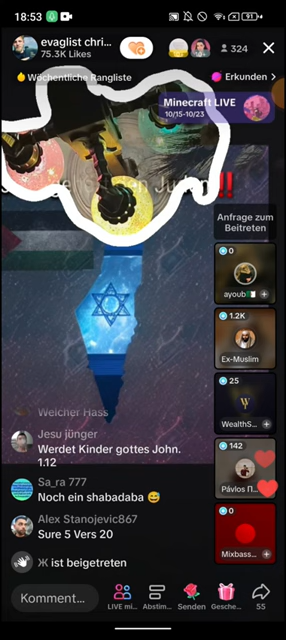 18:53
91
evaglist chri...
75.3K Likes
324
Wöchentliche Rangliste
Erkunden >
Minecraft LIVE
10/15-10/23
Juden!!
Anfrage zum
Beitreten
0
ayoub
1.2K
Ex-Muslim
25
WealthS...
142
Pávlos Π...
0
Mixbass...
Welcher Hass
Jesu jünger
Werdet Kinder gottes John.
1.12
Sa_ra 777
Noch ein shabadaba 😅
Alex Stanojevic867
Sure 5 Vers 20
Ж ist beigetreten
Komment...
LIVE mi...
Abstim...
Senden
Gesche...
55